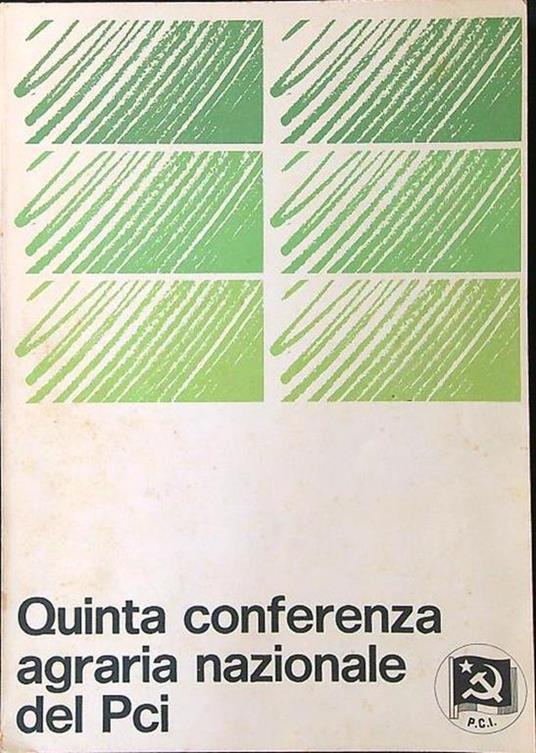 Quinta conferenza
agraria nazionale
del Pci
P.C.I.